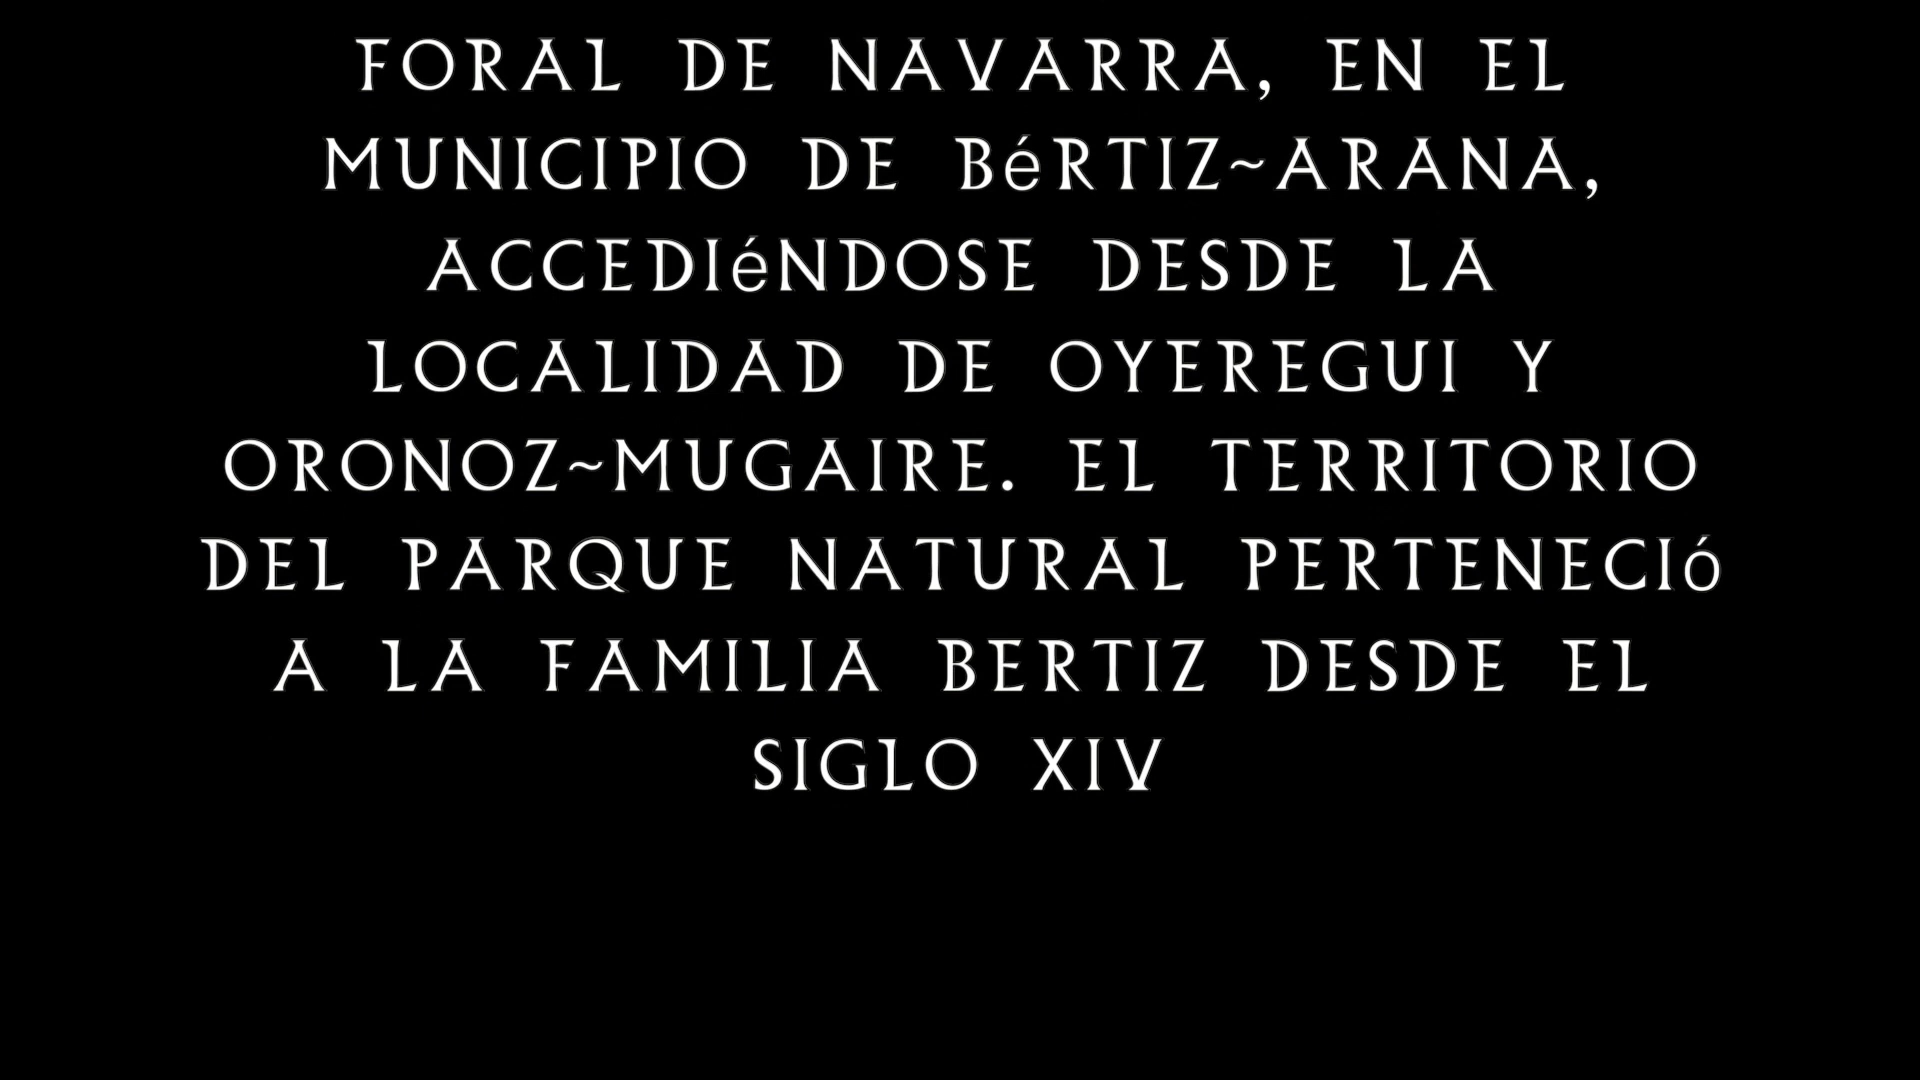 FORAL DE NAVARRA, EN EL
MUNICIPIO DE BéRTIZ~ARANA,
ACCEDIéNDOSE DESDE LA
LOCALIDAD DE OYEREGUI Y
ORONOZ~MUGAIRE. EL TERRITORIO
DEL PARQUE NATURAL PERTENECIó
A LA FAMILIA BERTIZ DESDE EL
SIGLO XIV